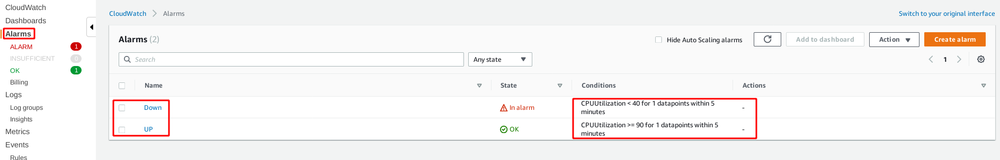 CloudWatch
Dashboards
Alarms
ALARM 1
INSUFFICIENT 0
OK 1
Billing
Logs
Log groups
Insights
Metrics
Events
Rules
CloudWatch Alarms
Switch to your original interface
Alarms (2)
Hide Auto Scaling alarms
Add to dashboard
Action
Create alarm
Search
Any state
1
Name State Conditions Actions
Down In alarm CPUUtilization < 40 for 1 datapoints within 5
minutes -
UP OK CPUUtilization >= 90 for 1 datapoints within 5
minutes -